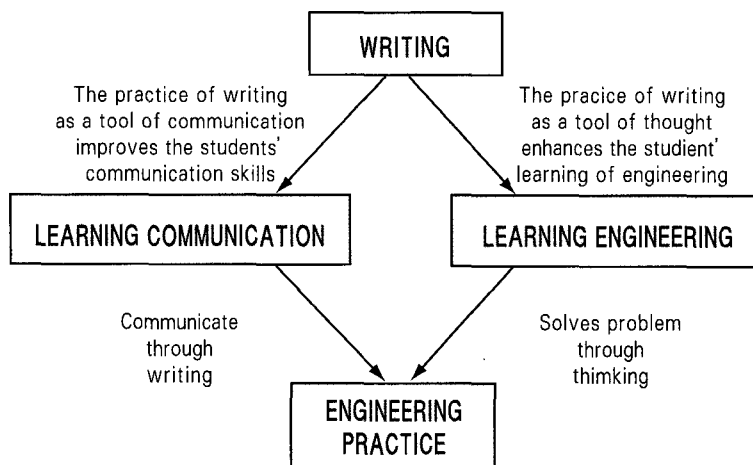 WRITING
The practice of writing
as a tool of communication
improves the students'
communication skills
The pracice of writing
as a tool of thought
enhances the studient'
learning of engineering
LEARNING COMMUNICATION
LEARNING ENGINEERING
Communicate
through
writing
Solves problem
through
thimking
ENGINEERING
PRACTICE